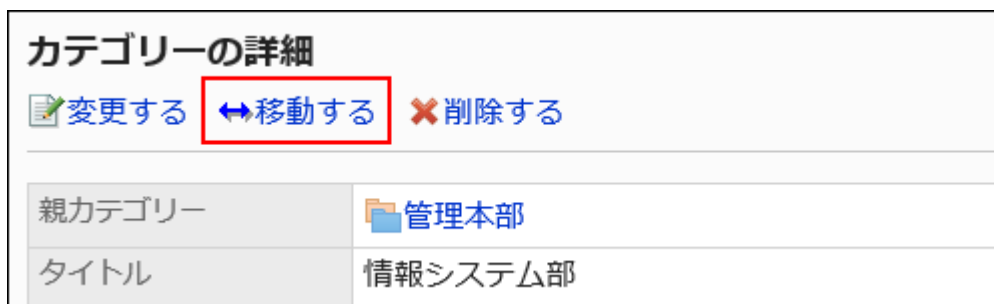 カテゴリーの詳細
変更する 移動する 削除する
親カテゴリー 管理本部
タイトル 情報システム部